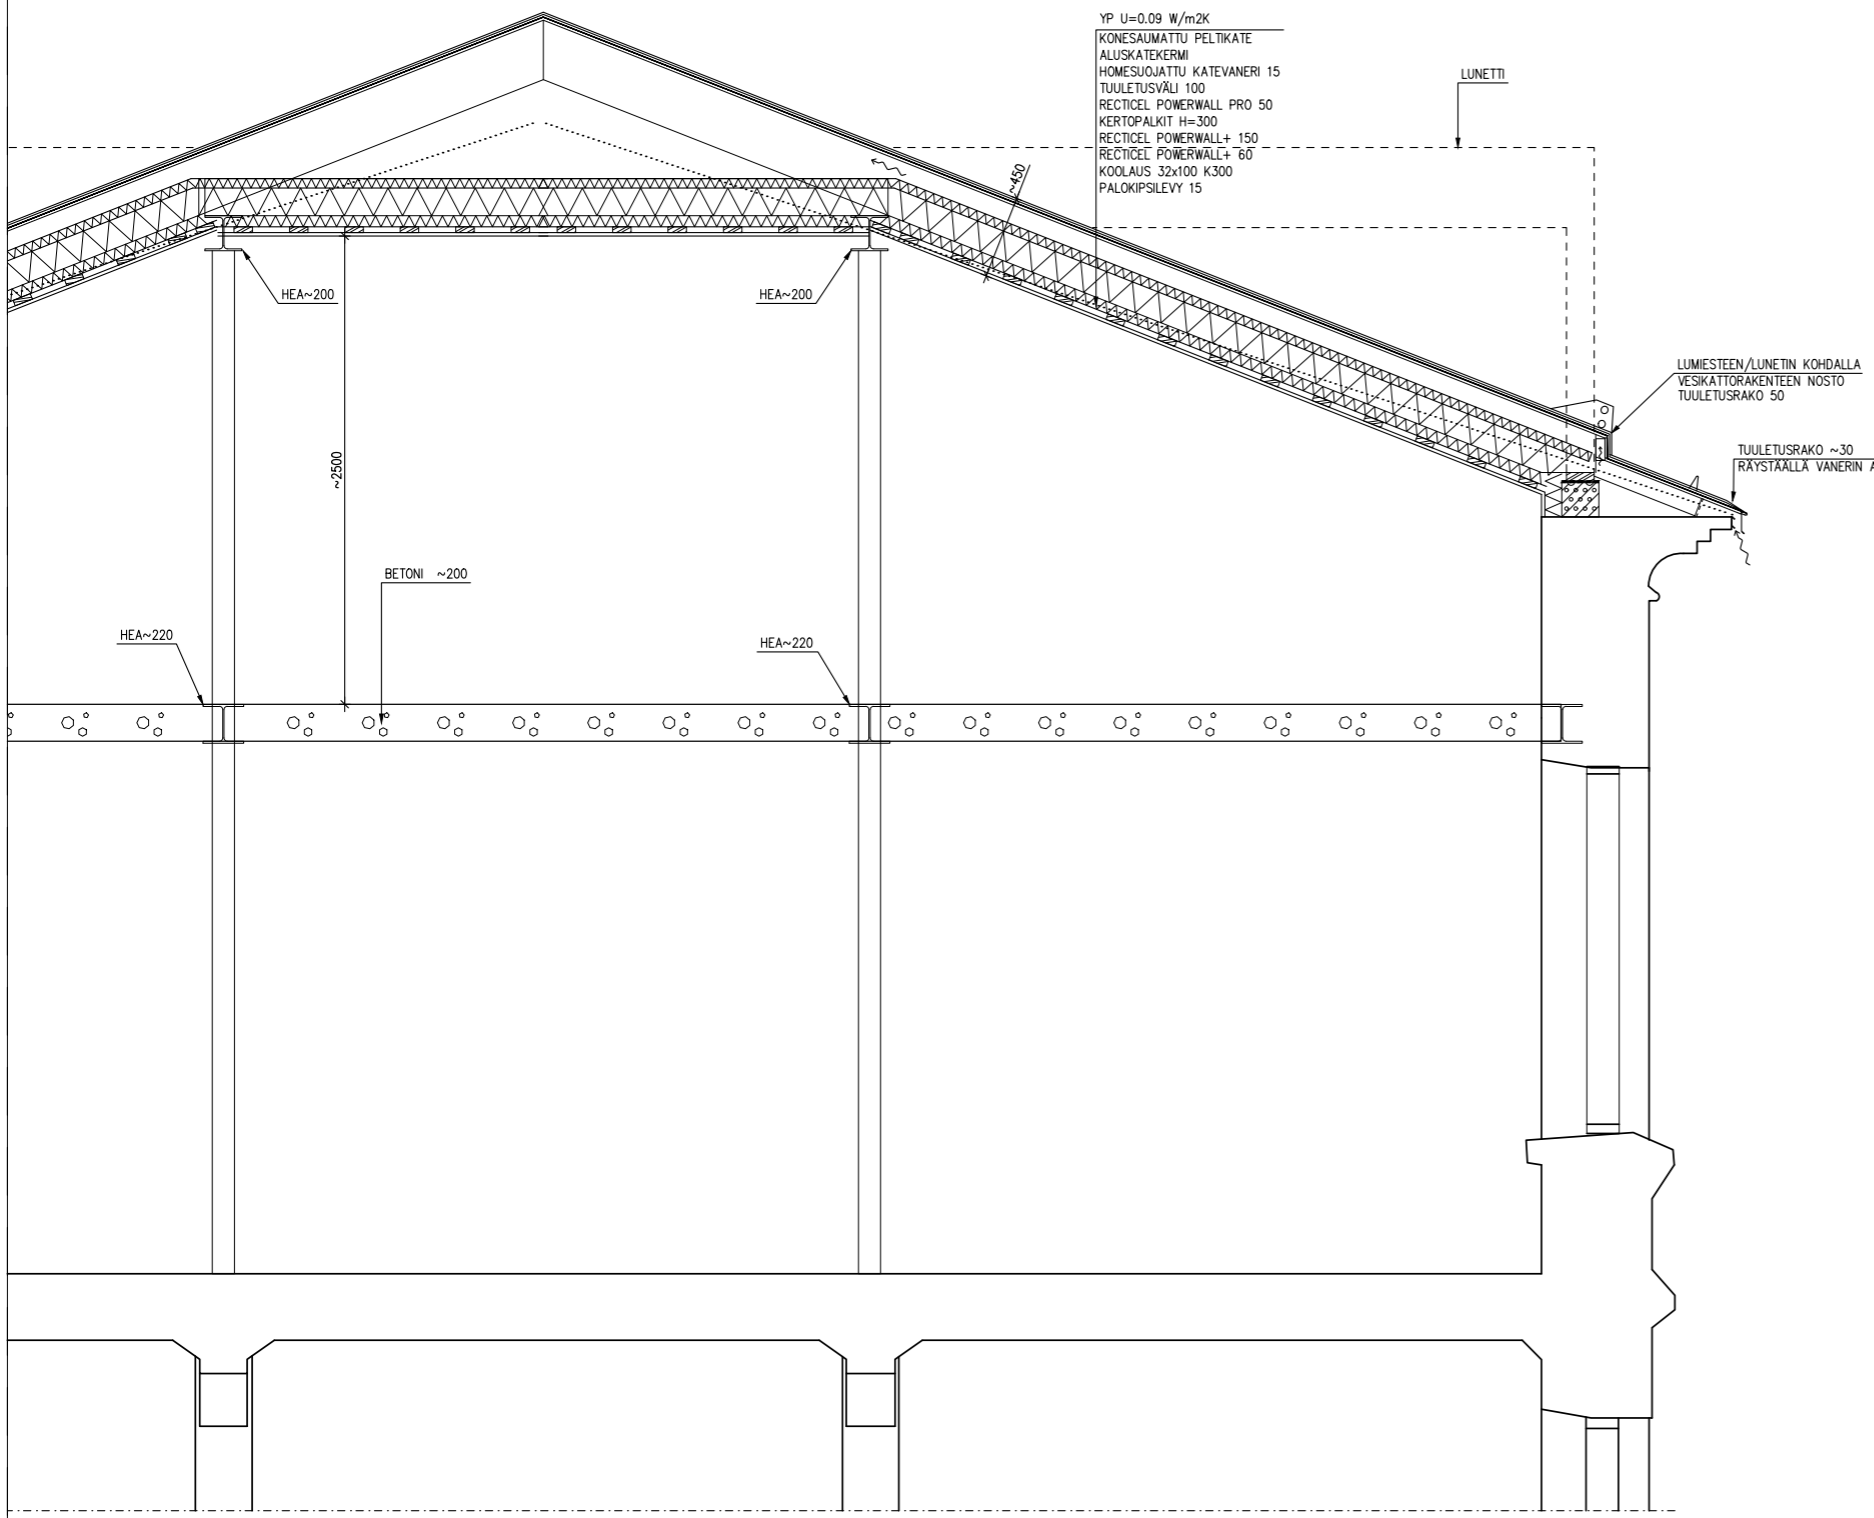 YP U=0.09 W/m2K
KONESAUMATTU PELTIKATE
ALUSKATEKERMI
HOMESUOJATTU KATEVANERI 15
TUULETUSVÄLI 100
RECTICEL POWERWALL PRO 50
KERTOPALKIT H=300
RECTICEL POWERWALL+ 150
RECTICEL POWERWALL+ 60
KOOLAUS 32x100 K300
PALOKIPSILEVY 15
LUNETTI
~450
HEA~200
HEA~200
LUMIESTEEN/LUNETIN KOHDALLA
VESIKATTORAKENTEEN NOSTO
TUULETUSRAKO 50
TUULETUSRAKO ~30
RÄYSTÄÄLLÄ VANERIN A
~2500
BETONI ~200
HEA~220
HEA~220